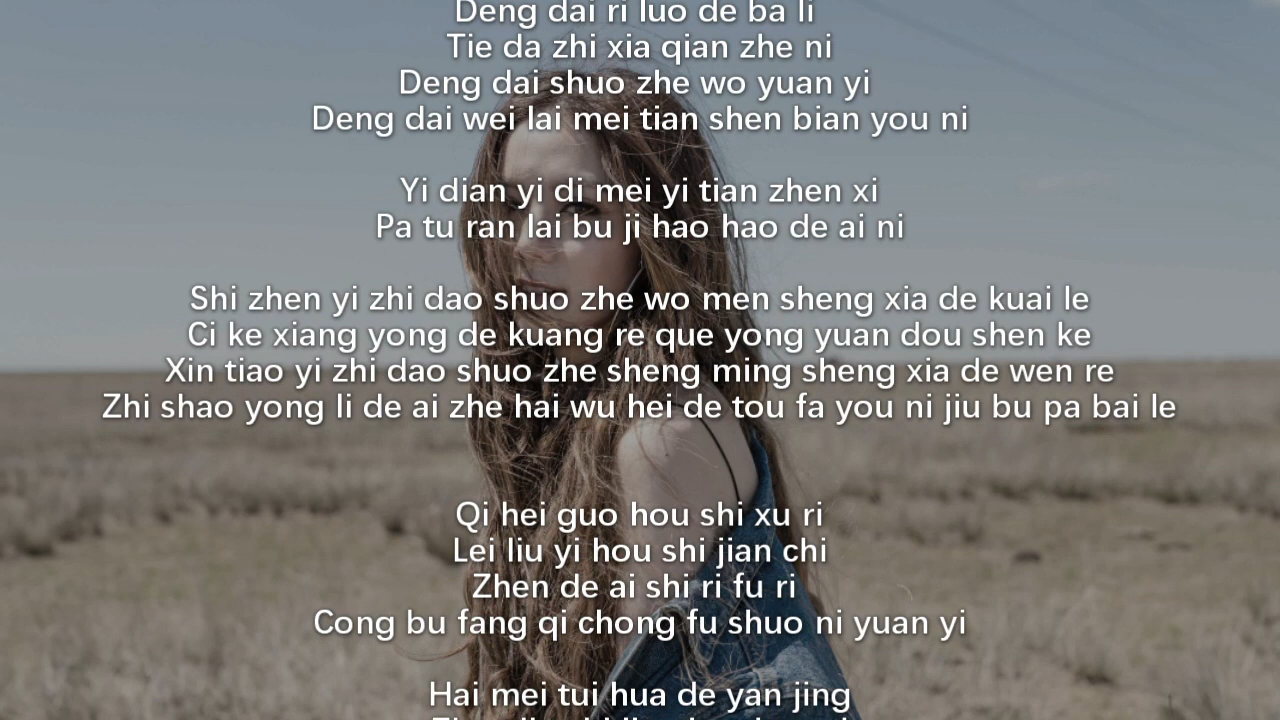 Deng dai ri luo de ba li
Tie da zhi xia qian zhe ni
Deng dai shuo zhe wo yuan yi
Deng dai wei lai mei tian shen bian you ni
Yi dian yi di mei yi tian zhen xi
Pa tu ran lai bu ji hao hao de ai ni
Shi zhen yi zhi dao shuo zhe wo men sheng xia de kuai le
Ci ke xiang yong de kuang re que yong yuan dou shen ke
Xin tiao yi zhi dao shuo zhe sheng ming sheng xia de wen re
Zhi shao yong li de ai zhe hai wu hei de tou fa you ni jiu bu pa bai le
Qi hei guo hou shi xu ri
Lei liu yi hou shi jian chi
Zhen de ai shi ri fu ri
Cong bu fang qi chong fu shuo ni yuan yi
Hai mei tui hua de yan jing